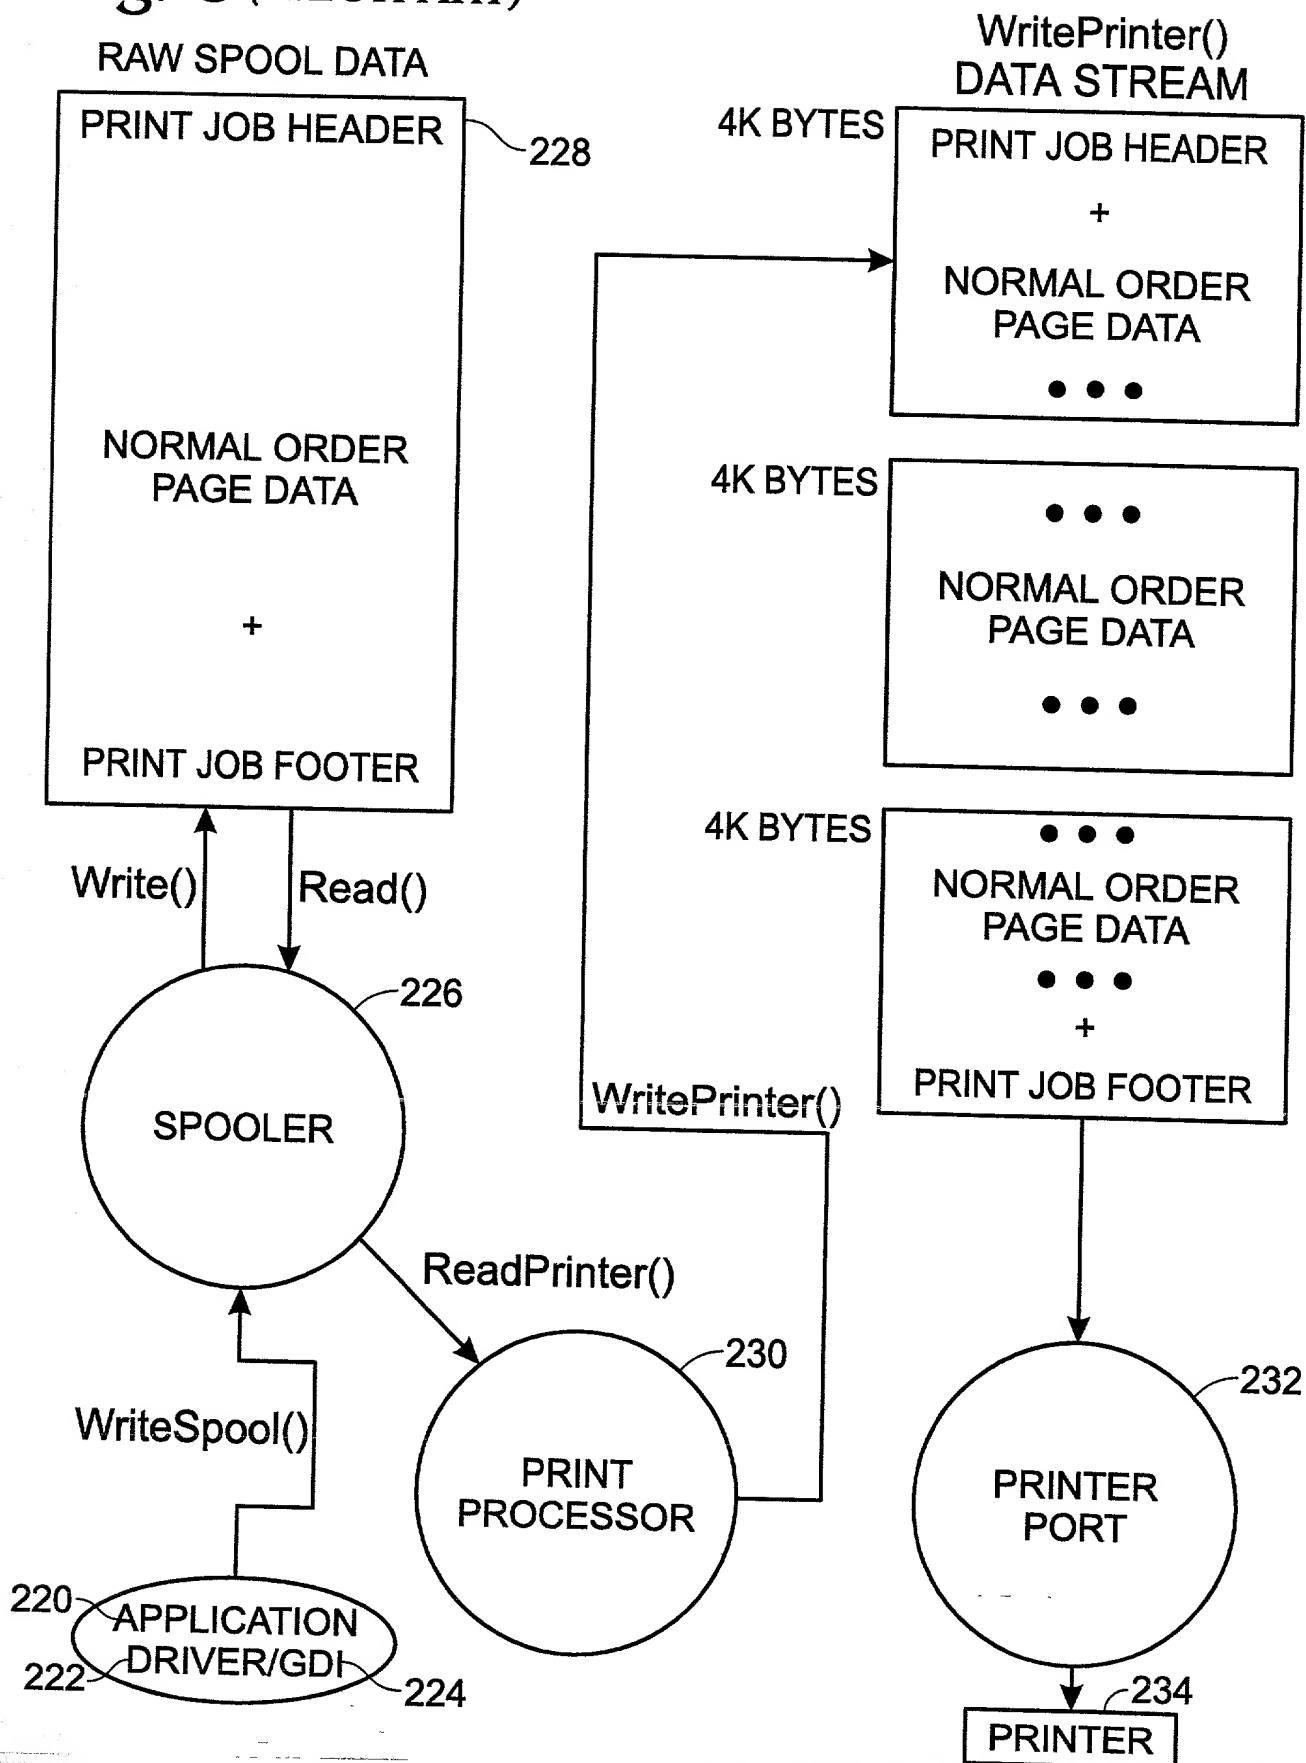 RAW SPOOL DATA
PRINT JOB HEADER
228
NORMAL ORDER
PAGE DATA
+
PRINT JOB FOOTER
Write()
Read()
226
SPOOLER
ReadPrinter()
WriteSpool()
220
APPLICATION
DRIVER/GDI
222
224
230
PRINT
PROCESSOR
WritePrinter()
WritePrinter()
DATA STREAM
4K BYTES
PRINT JOB HEADER
+
NORMAL ORDER
PAGE DATA
• • •
4K BYTES
• • •
NORMAL ORDER
PAGE DATA
• • •
4K BYTES
• • •
NORMAL ORDER
PAGE DATA
• • •
+
PRINT JOB FOOTER
232
PRINTER
PORT
234
PRINTER